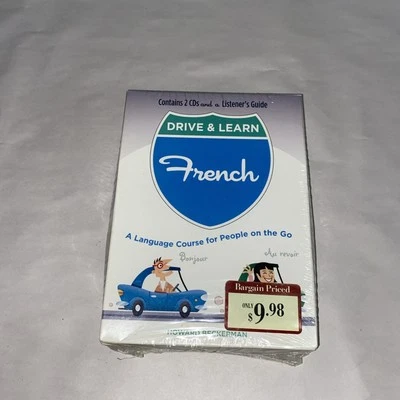 Contains 2 CDs and a Listener's Guide
DRIVE & LEARN
French
A Language Course for People on the Go
Bonjour
Au revoir
Bargain Priced
ONLY
$9.98
HOWARD BECKERMAN